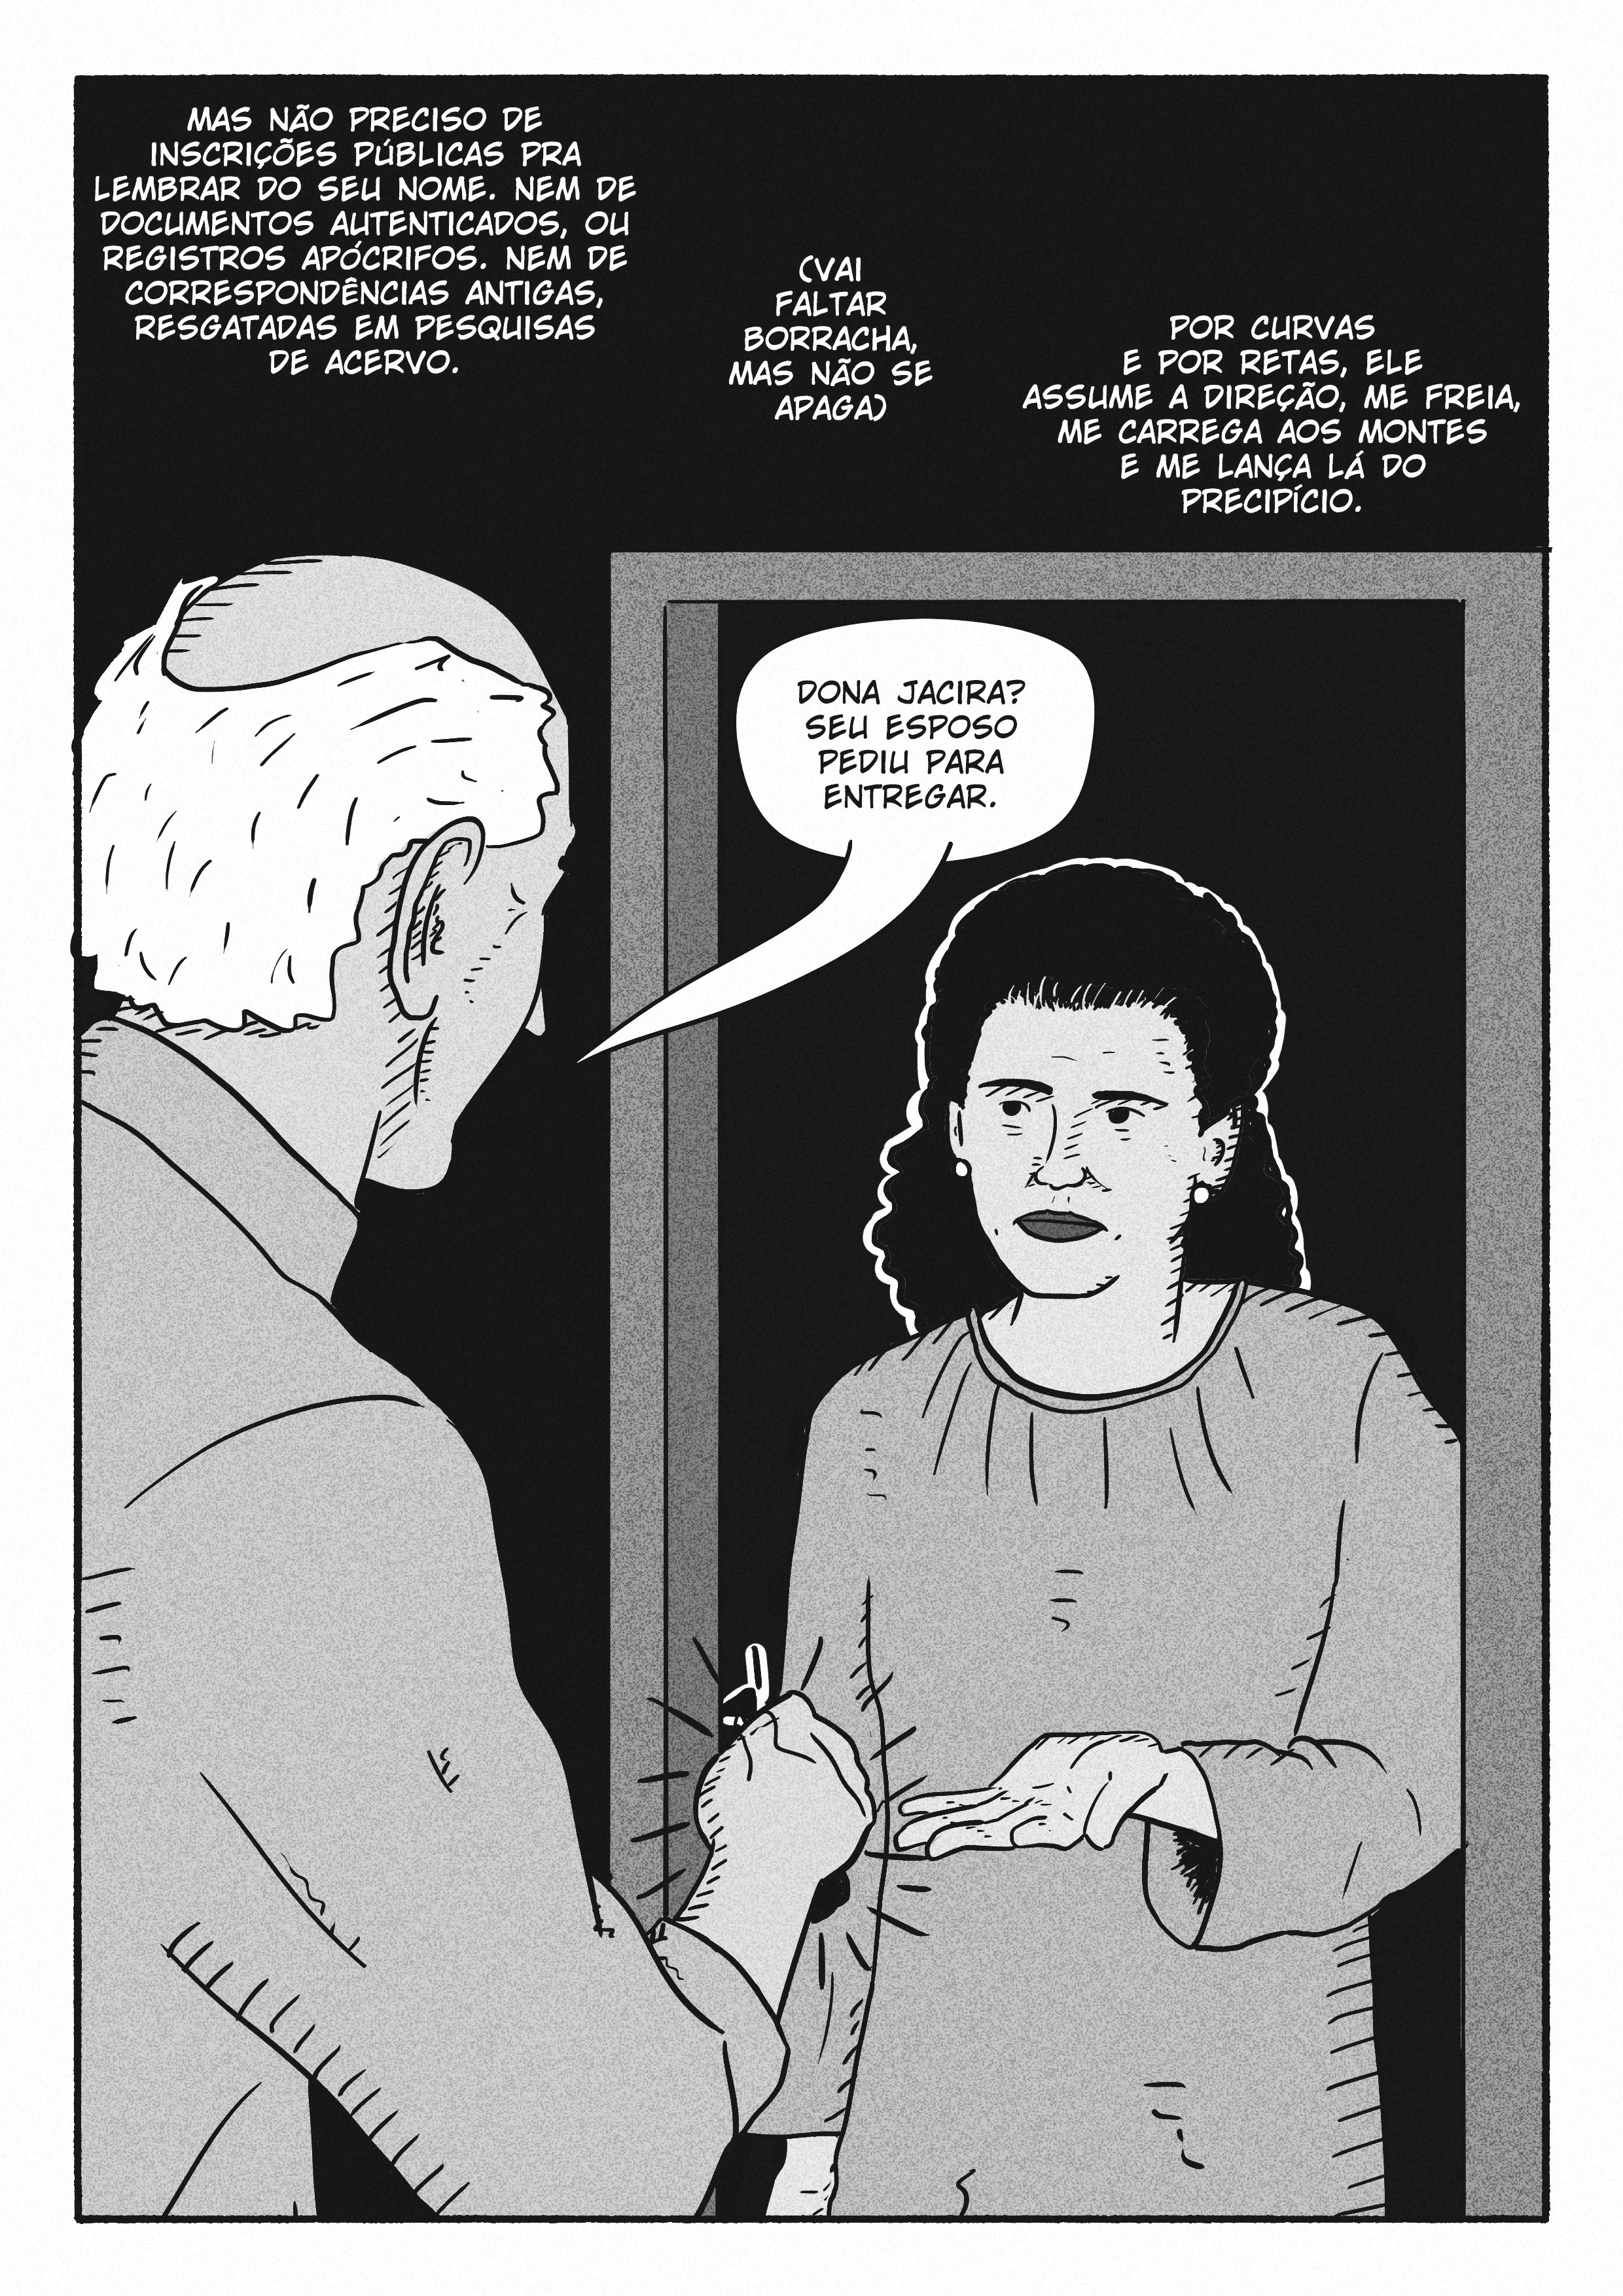 MAS NÃO PRECISO DE
INSCRIÇÕES PÚBLICAS PRA
LEMBRAR DO SEU NOME. NEM DE
DOCUMENTOS AUTENTICADOS, OU
REGISTROS APÓCRIFOS. NEM DE
CORRESPONDÊNCIAS ANTIGAS,
RESGATADAS EM PESQUISAS
DE ACERVO.
(VAI
FALTAR
BORRACHA,
MAS NÃO SE
APAGA)
POR CURVAS
E POR RETAS, ELE
ASSUME A DIREÇÃO, ME FREIA,
ME CARREGA AOS MONTES
E ME LANÇA LÁ DO
PRECIPÍCIO.
DONA JACIRA?
SEU ESPOSO
PEDIU PARA
ENTREGAR.